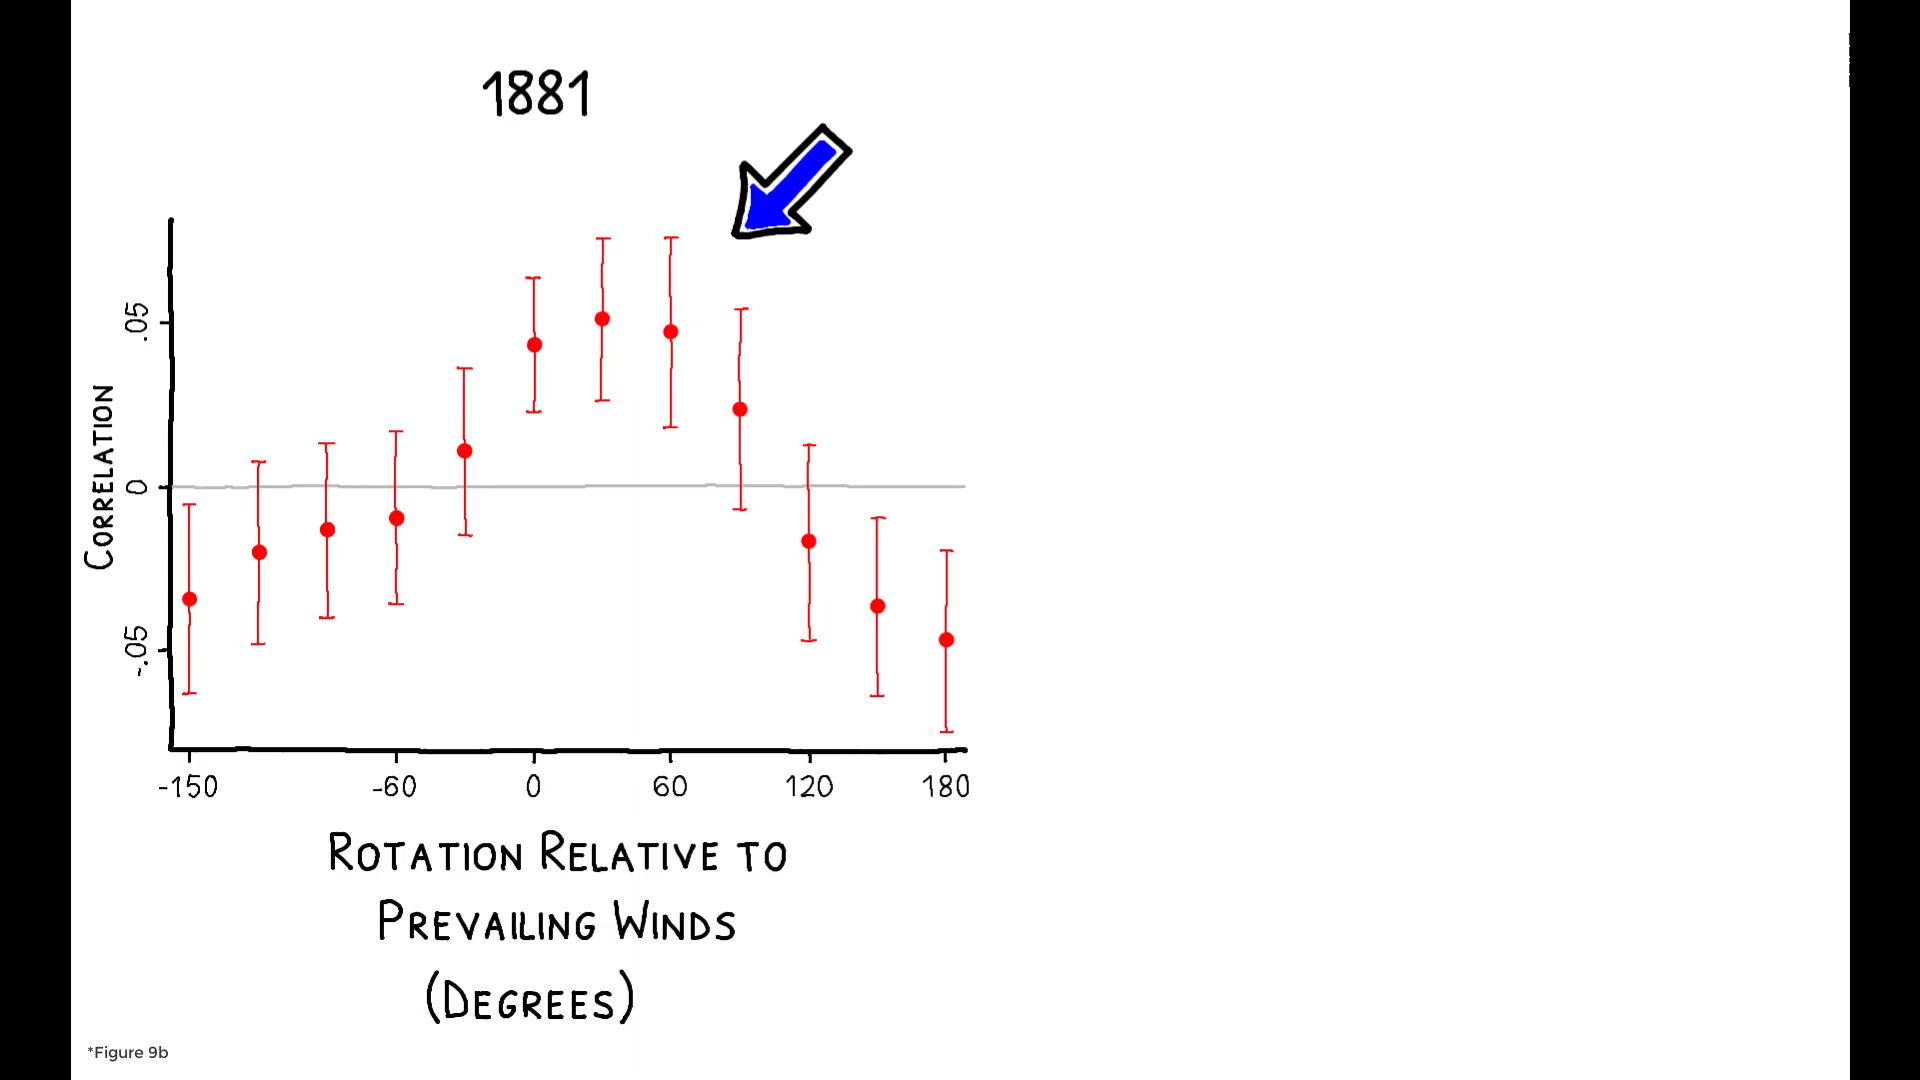 1881
.05
0
-.05
CORRELATION
-150 -60 0 60 120 180
ROTATION RELATIVE TO
PREVAILING WINDS
(DEGREES)
*Figure 9b